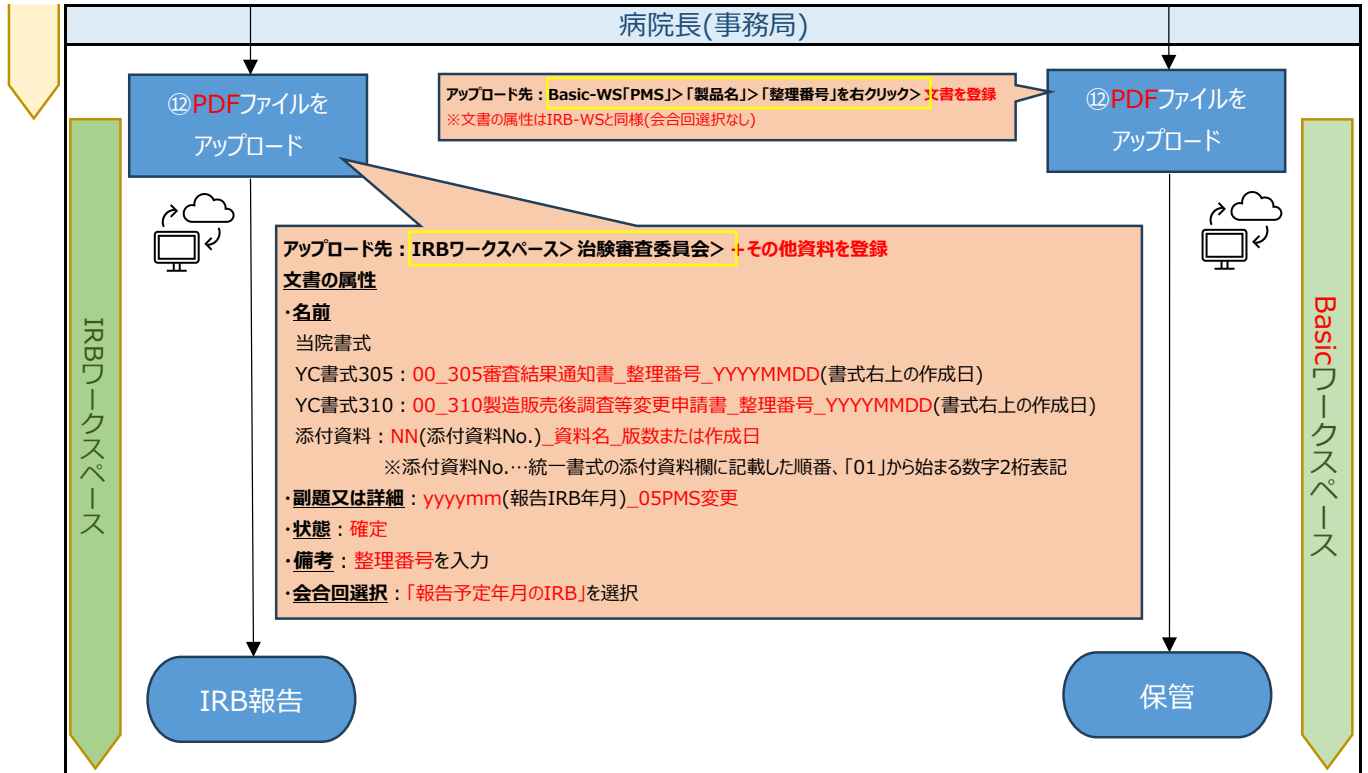 病院長(事務局)
⑫PDFファイルを
アップロード
アップロード先：Basic-WS｢PMS｣>｢製品名｣>｢整理番号｣を右クリック>文書を登録
※文書の属性はIRB-WSと同様(会合回選択なし)
⑫PDFファイルを
アップロード
アップロード先：IRBワークスペース>治験審査委員会>+その他資料を登録
文書の属性
・名前
当院書式
YC書式305：00_305審査結果通知書_整理番号_YYYYMMDD(書式右上の作成日)
YC書式310：00_310製造販売後調査等変更申請書_整理番号_YYYYMMDD(書式右上の作成日)
添付資料：NN(添付資料No.)_資料名_版数または作成日
※添付資料No.…統一書式の添付資料欄に記載した順番、「01」から始まる数字2桁表記
・副題又は詳細：yyyymm(報告IRB年月)_05PMS変更
・状態：確定
・備考：整理番号を入力
・会合回選択：｢報告予定年月のIRB｣を選択
IRBワークスペース
Basicワークスペース
IRB報告
保管